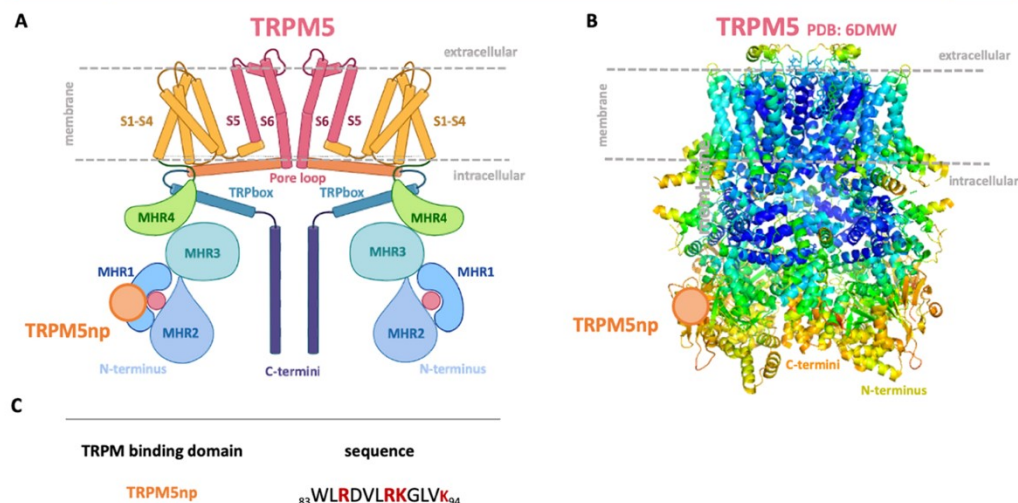 A
TRPM5
extracellular
membrane
S1-S4
S5
S6
S6
S5
S1-S4
Pore loop
intracellular
TRPbox
TRPbox
MHR4
MHR4
MHR3
MHR3
MHR1
MHR1
TRPM5np
MHR2
MHR2
N-terminus
C-termini
N-terminus
B
TRPM5 PDB: 6DMW
extracellular
membrane
intracellular
TRPM5np
C-termini
N-terminus
C
TRPM binding domain sequence
TRPM5np 83WLRDVLRKGLVK94